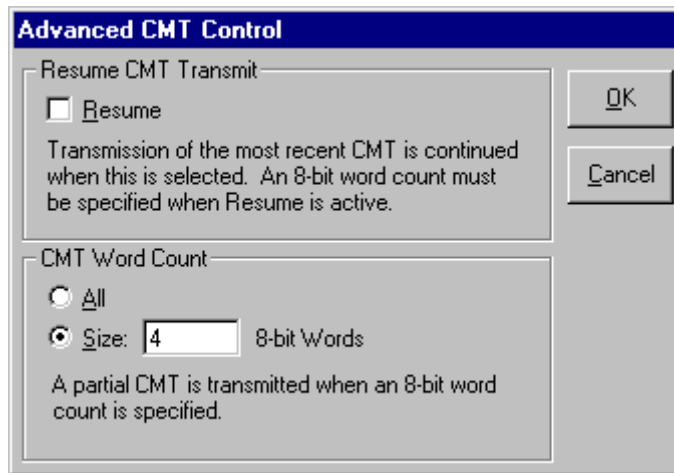 Advanced CMT Control
Resume CMT Transmit
Resume
Transmission of the most recent CMT is continued
when this is selected. An 8-bit word count must
be specified when Resume is active.
OK
Cancel
CMT Word Count
All
Size: 4 8-bit Words
A partial CMT is transmitted when an 8-bit word
count is specified.